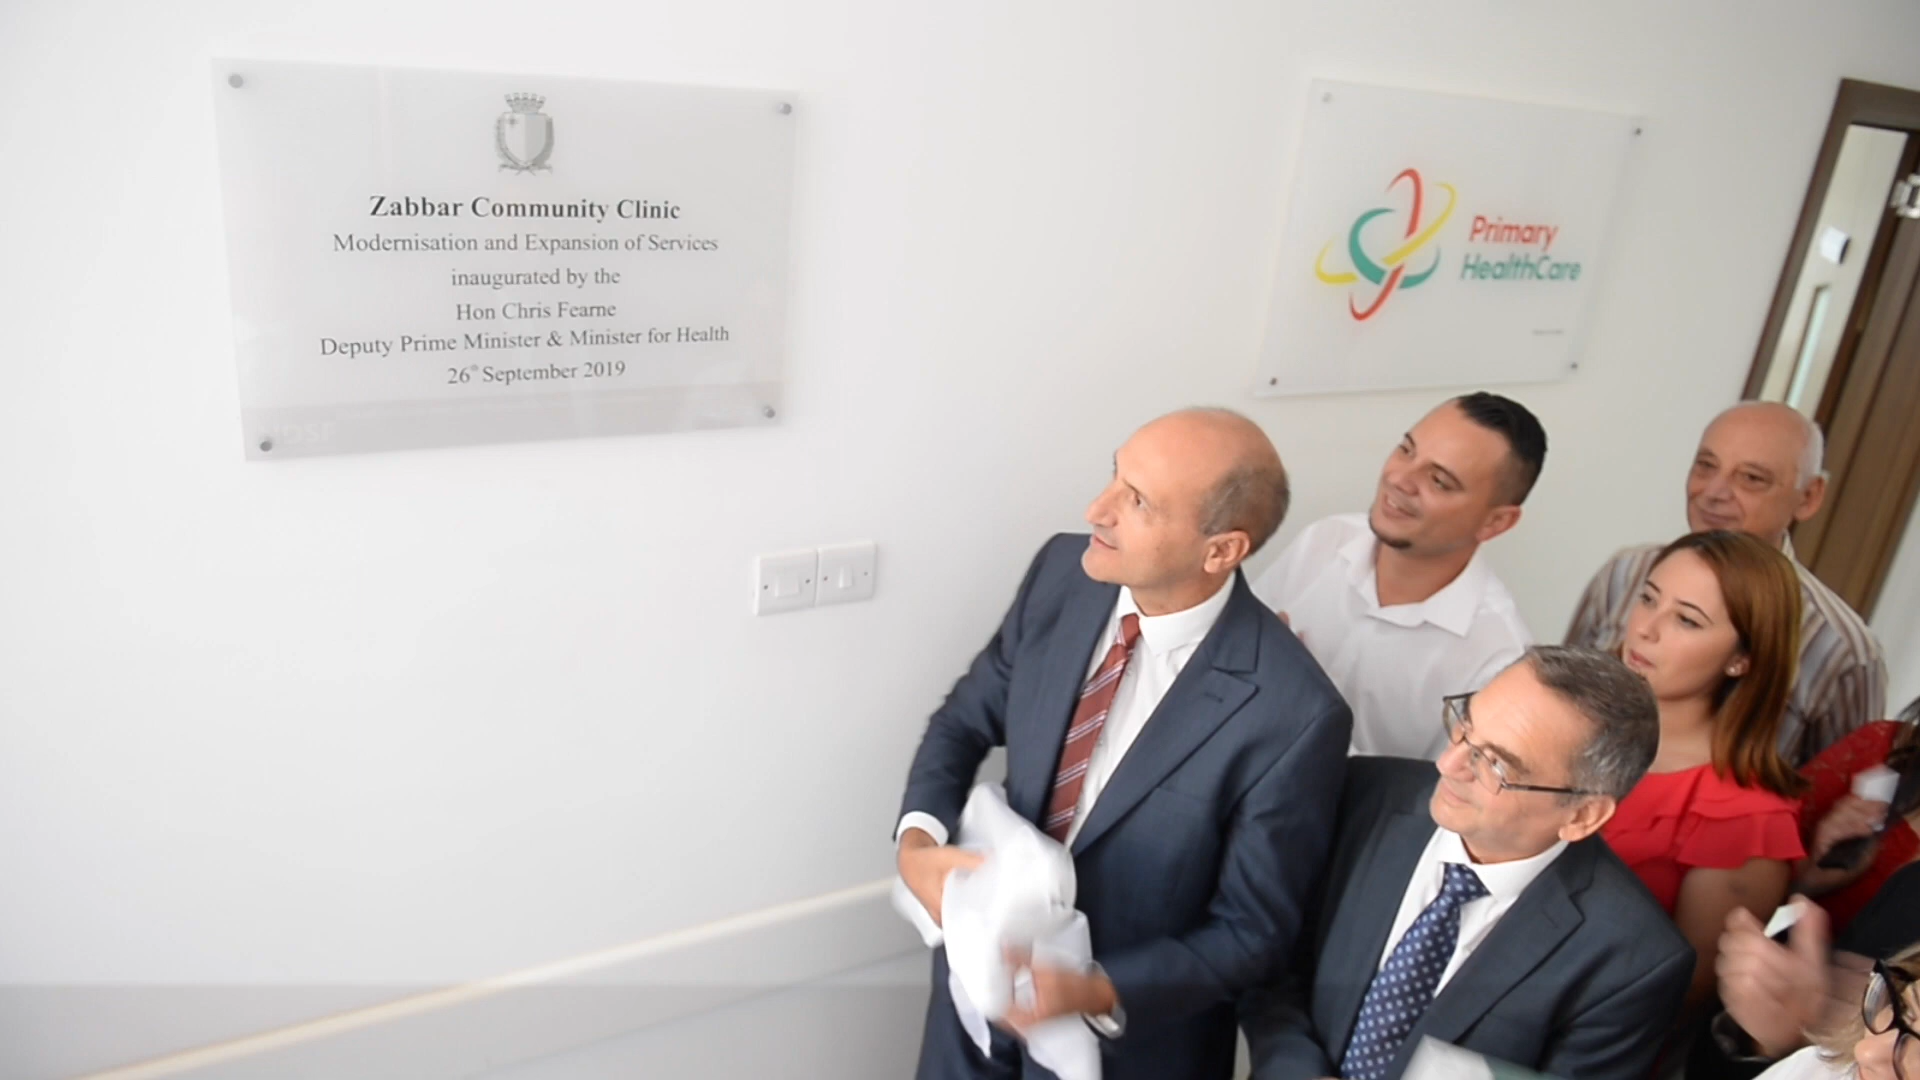 Zabbar Community Clinic
Modernisation and Expansion of Services
inaugurated by the
Hon Chris Fearne
Deputy Prime Minister & Minister for Health
26th September 2019
Primary
HealthCare